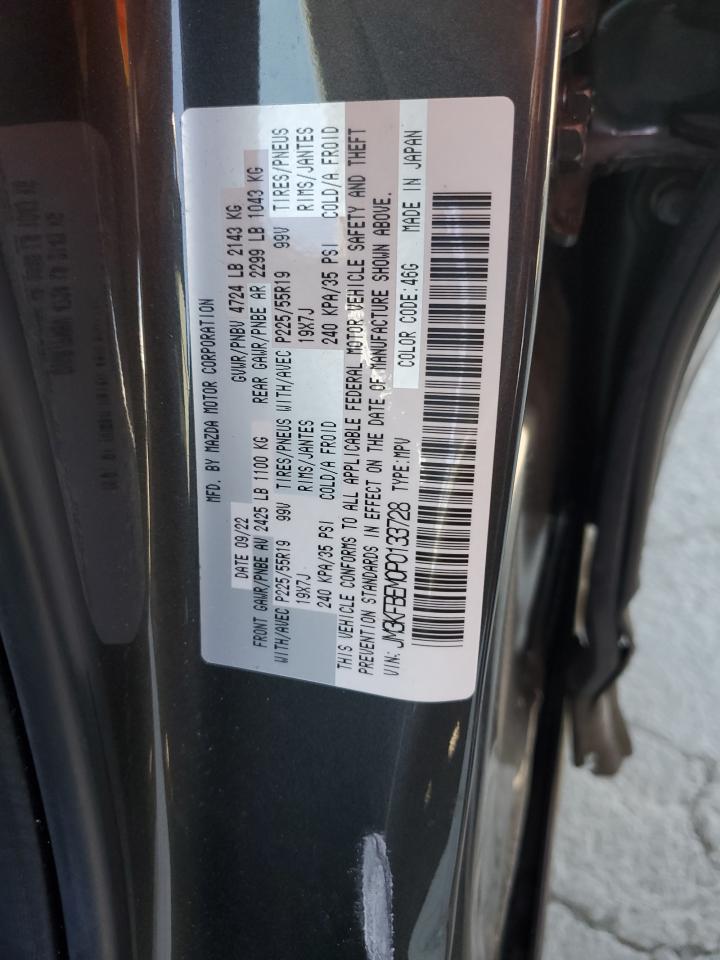 MFD. BY MAZDA MOTOR CORPORATION
DATE 09/22 GVWR/PNBV 4724 LB 2143 KG
FRONT GAWR/PNBE AV 2425 LB 1100 KG REAR GAWR/PNBE AR 2299 LB 1043 KG
WITH/AVEC P225/55R19 99V TIRES/PNEUS WITH/AVEC P225/55R19 99V TIRES/PNEUS
19X7J RIMS/JANTES 19X7J RIMS/JANTES
240 KPA/35 PSI COLD/A FROID 240 KPA/35 PSI COLD/A FROID
THIS VEHICLE CONFORMS TO ALL APPLICABLE FEDERAL MOTOR VEHICLE SAFETY AND THEFT
PREVENTION STANDARDS IN EFFECT ON THE DATE OF MANUFACTURE SHOWN ABOVE.
VIN: JM3KFBEM0P0133728 TYPE:MPV COLOR CODE:46G MADE IN JAPAN